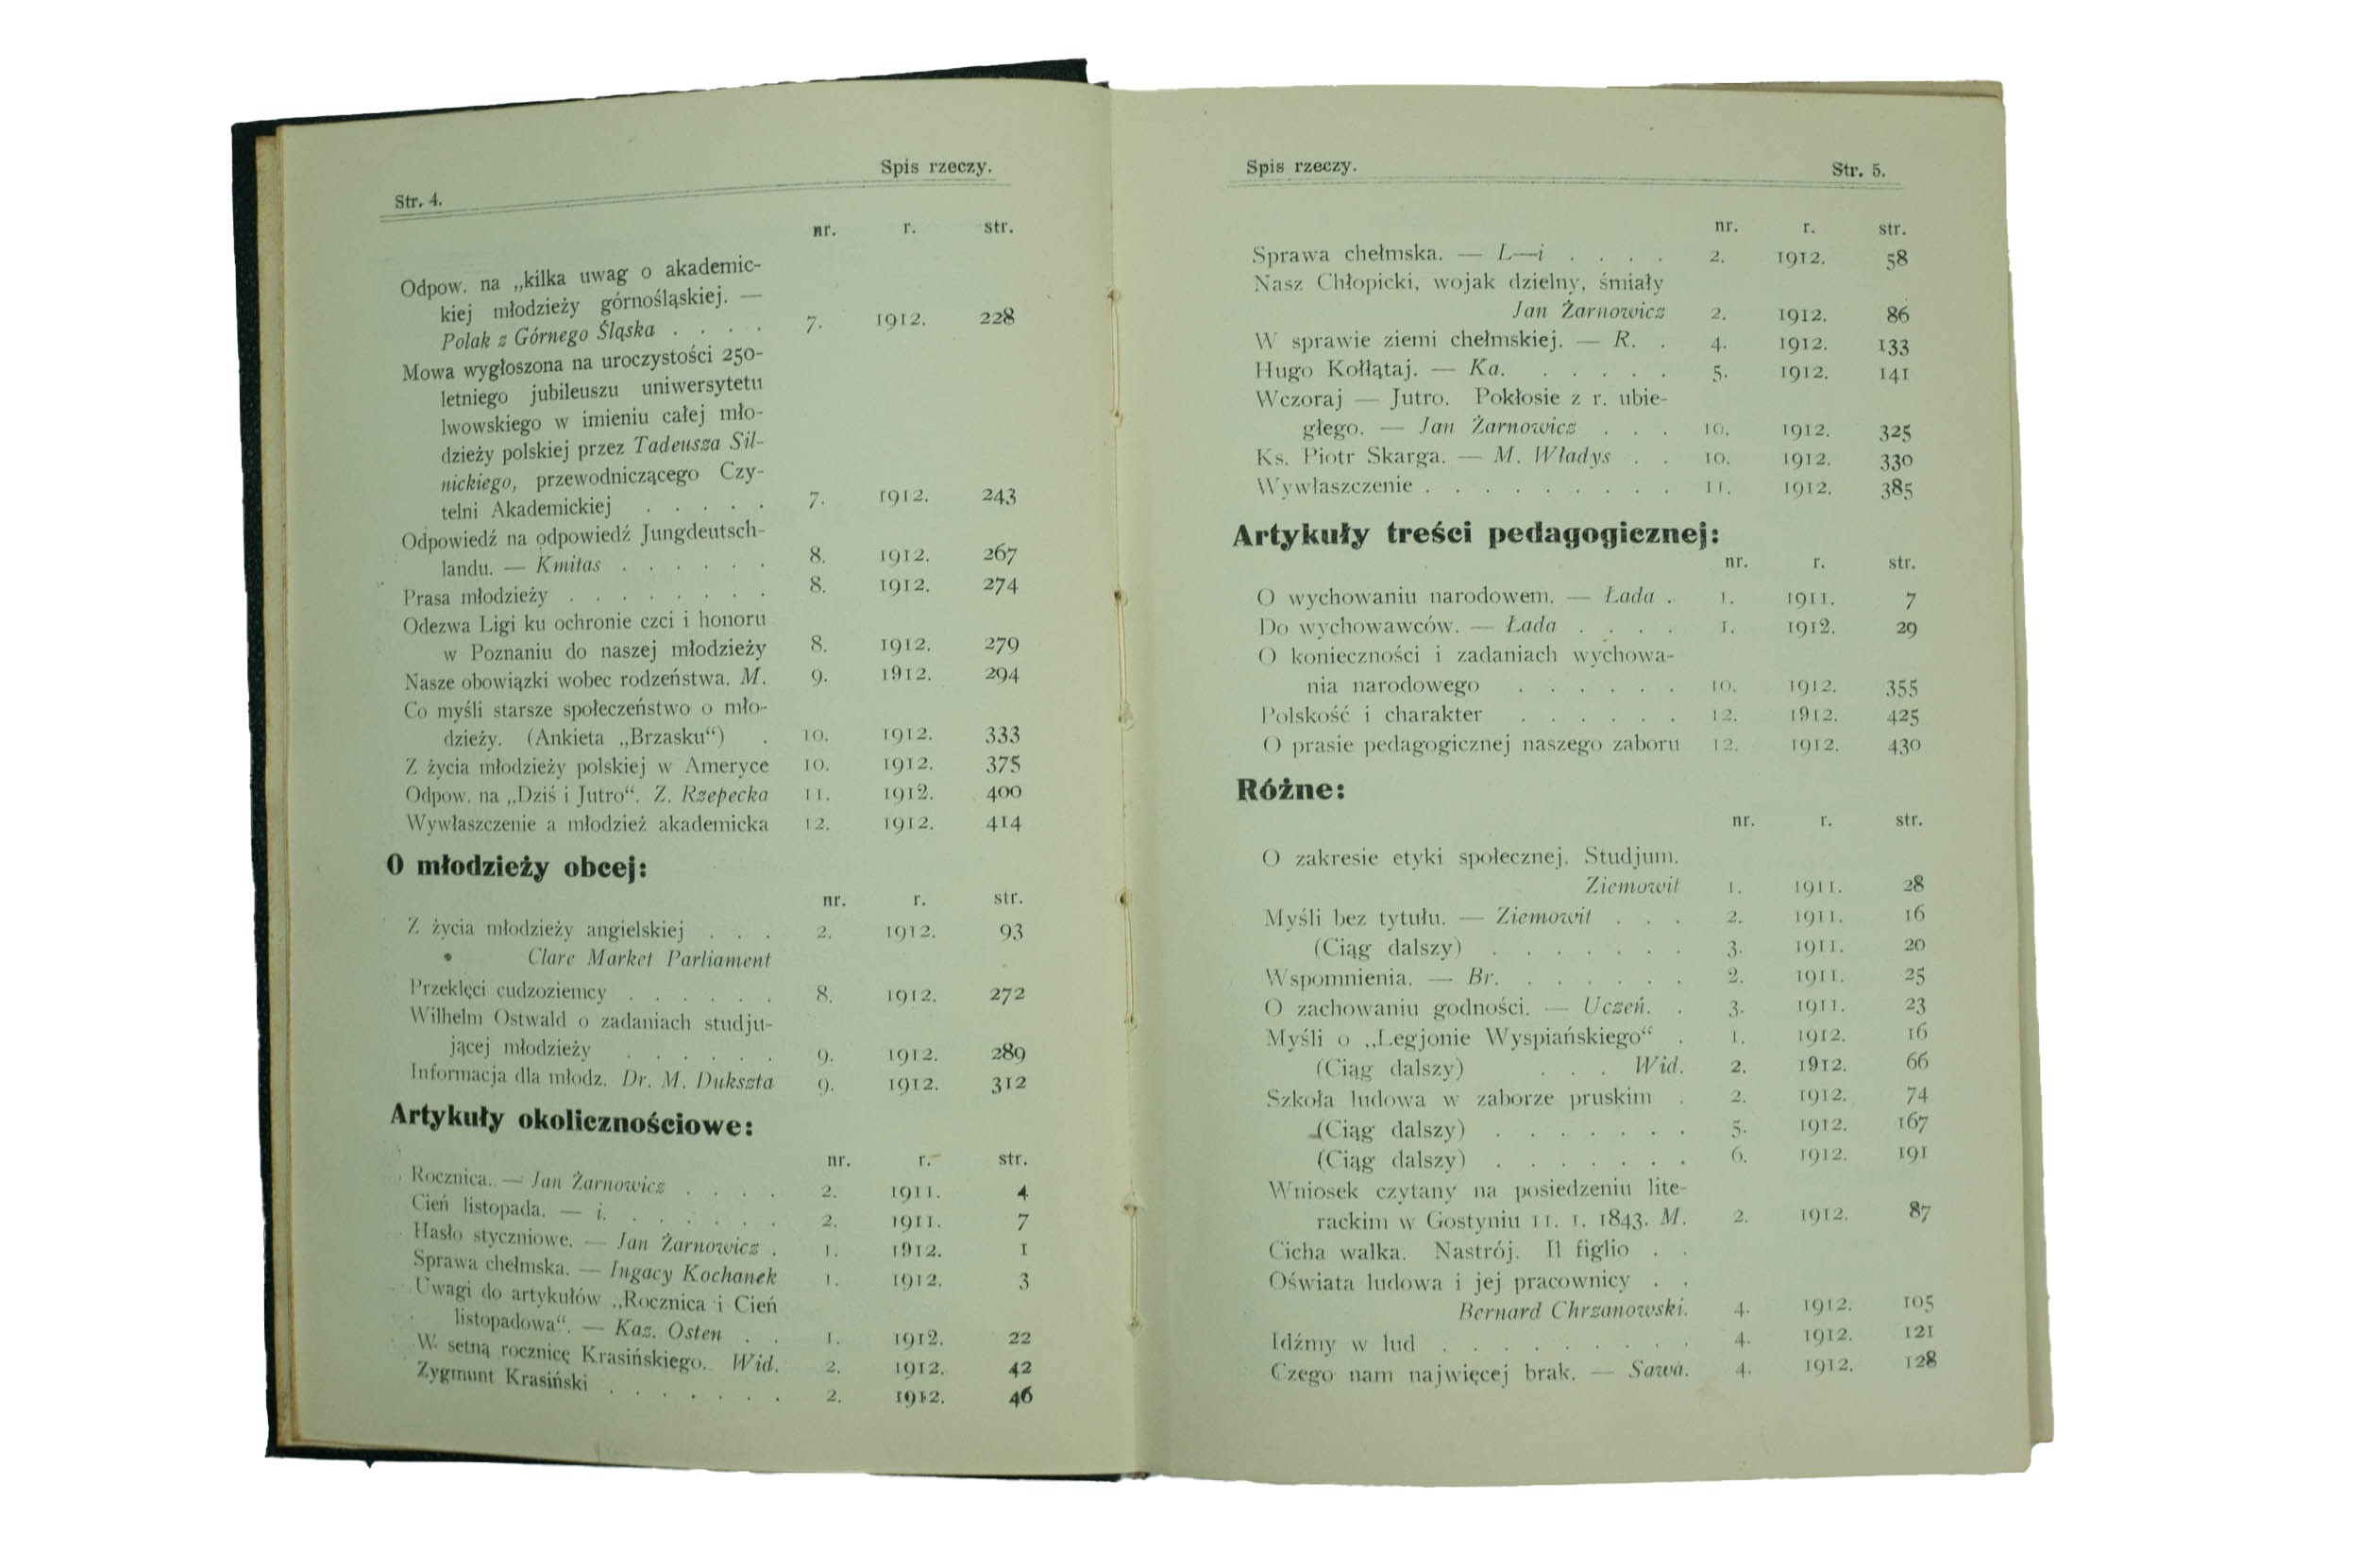 Str. 4.
Spis rzeczy.
nr. r. str.
Odpow. na „kilka uwag o akademic-
kiej młodzieży górnośląskiej. —
Polak z Górnego Śląska . . . . 7. 1912. 228
Mowa wygłoszona na uroczystości 250-
letniego jubileuszu uniwersytetu
lwowskiego w imieniu całej mło-
dzieży polskiej przez Tadeusza Sil-
nickiego, przewodniczącego Czy-
telni Akademickiej . . . . . 7. 1912. 243
Odpowiedź na odpowiedź Jungdeutsch-
landu. — Kmitas . . . . . . 8. 1912. 267
Prasa młodzieży . . . . . . . . 8. 1912. 274
Odezwa Ligi ku ochronie czci i honoru
w Poznaniu do naszej młodzieży 8. 1912. 279
Nasze obowiązki wobec rodzeństwa. M. 9. 1912. 294
Co myśli starsze społeczeństwo o mło-
dzieży. (Ankieta „Brzasku“) . 10. 1912. 333
Z życia młodzieży polskiej w Ameryce 10. 1912. 375
Odpow. na „Dziś i Jutro“. Z. Rzepecka 11. 1912. 400
Wywłaszczenie a młodzież akademicka 12. 1912. 414
O młodzieży obcej:
nr. r. str.
Z życia młodzieży angielskiej . . . 2. 1912. 93
Clare Market Parliament
Przeklęci cudzoziemcy . . . . . . 8. 1912. 272
Wilhelm Ostwald o zadaniach studju-
jącej młodzieży . . . . . . 9. 1912. 289
Informacja dla młodz. Dr. M. Dukszta 9. 1912. 312
Artykuły okolicznościowe:
nr. r. str.
Rocznica. — Jan Żarnowicz . . . . 2. 1911. 4
Cień listopada. — i. . . . . . . 2. 1911. 7
Hasło styczniowe. — Jan Żarnowicz . 1. 1912. 1
Sprawa chełmska. — Ingacy Kochanek 1. 1912. 3
Uwagi do artykułów „Rocznica i Cień
listopadowa“. — Kaz. Osten . . 1. 1912. 22
W setną rocznicę Krasińskiego. Wid. 2. 1912. 42
Zygmunt Krasiński . . . . . . . 2. 1912. 46
Spis rzeczy.
Str. 5.
nr. r. str.
Sprawa chełmska. — L—i . . . . 2. 1912. 58
Nasz Chłopicki, wojak dzielny, śmiały
Jan Żarnowicz 2. 1912. 86
W sprawie ziemi chełmskiej. — R. . 4. 1912. 133
Hugo Kołłątaj. — Ka. . . . . . 5. 1912. 141
Wczoraj — Jutro. Pokłosie z r. ubie-
głego. — Jan Żarnowicz . . . 10. 1912. 325
Ks. Piotr Skarga. — M. Władys . . 10. 1912. 330
Wywłaszczenie . . . . . . . . . 11. 1912. 385
Artykuły treści pedagogicznej:
nr. r. str.
O wychowaniu narodowem. — Łada . 1. 1911. 7
Do wychowawców. — Łada . . . . 1. 1912. 29
O konieczności i zadaniach wychowa-
nia narodowego . . . . . . 10. 1912. 355
Polskość i charakter . . . . . . 12. 1912. 425
O prasie pedagogicznej naszego zaboru 12. 1912. 430
Różne:
nr. r. str.
O zakresie etyki społecznej. Studjum.
Ziemowit 1. 1911. 28
Myśli bez tytułu. — Ziemowit . . . 2. 1911. 16
(Ciąg dalszy) . . . . . . . 3. 1911. 20
Wspomnienia. — Br. . . . . . . 2. 1911. 25
O zachowaniu godności. — Uczeń. . 3. 1911. 23
Myśli o „Legjonie Wyspiańskiego“ . 1. 1912. 16
(Ciąg dalszy) . . . Wid. 2. 1912. 66
Szkoła ludowa w zaborze pruskim . 2. 1912. 74
(Ciąg dalszy) . . . . . . . 5. 1912. 167
(Ciąg dalszy) . . . . . . . 6. 1912. 191
Wniosek czytany na posiedzeniu lite-
rackim w Gostyniu 11. 1. 1843. M. 2. 1912. 87
Cicha walka. Nastrój. Il figlio . .
Oświata ludowa i jej pracownicy . .
Bernard Chrzanowski. 4. 1912. 105
Idźmy w lud . . . . . . . . . 4. 1912. 121
Czego nam najwięcej brak. — Sawa. 4. 1912. 128